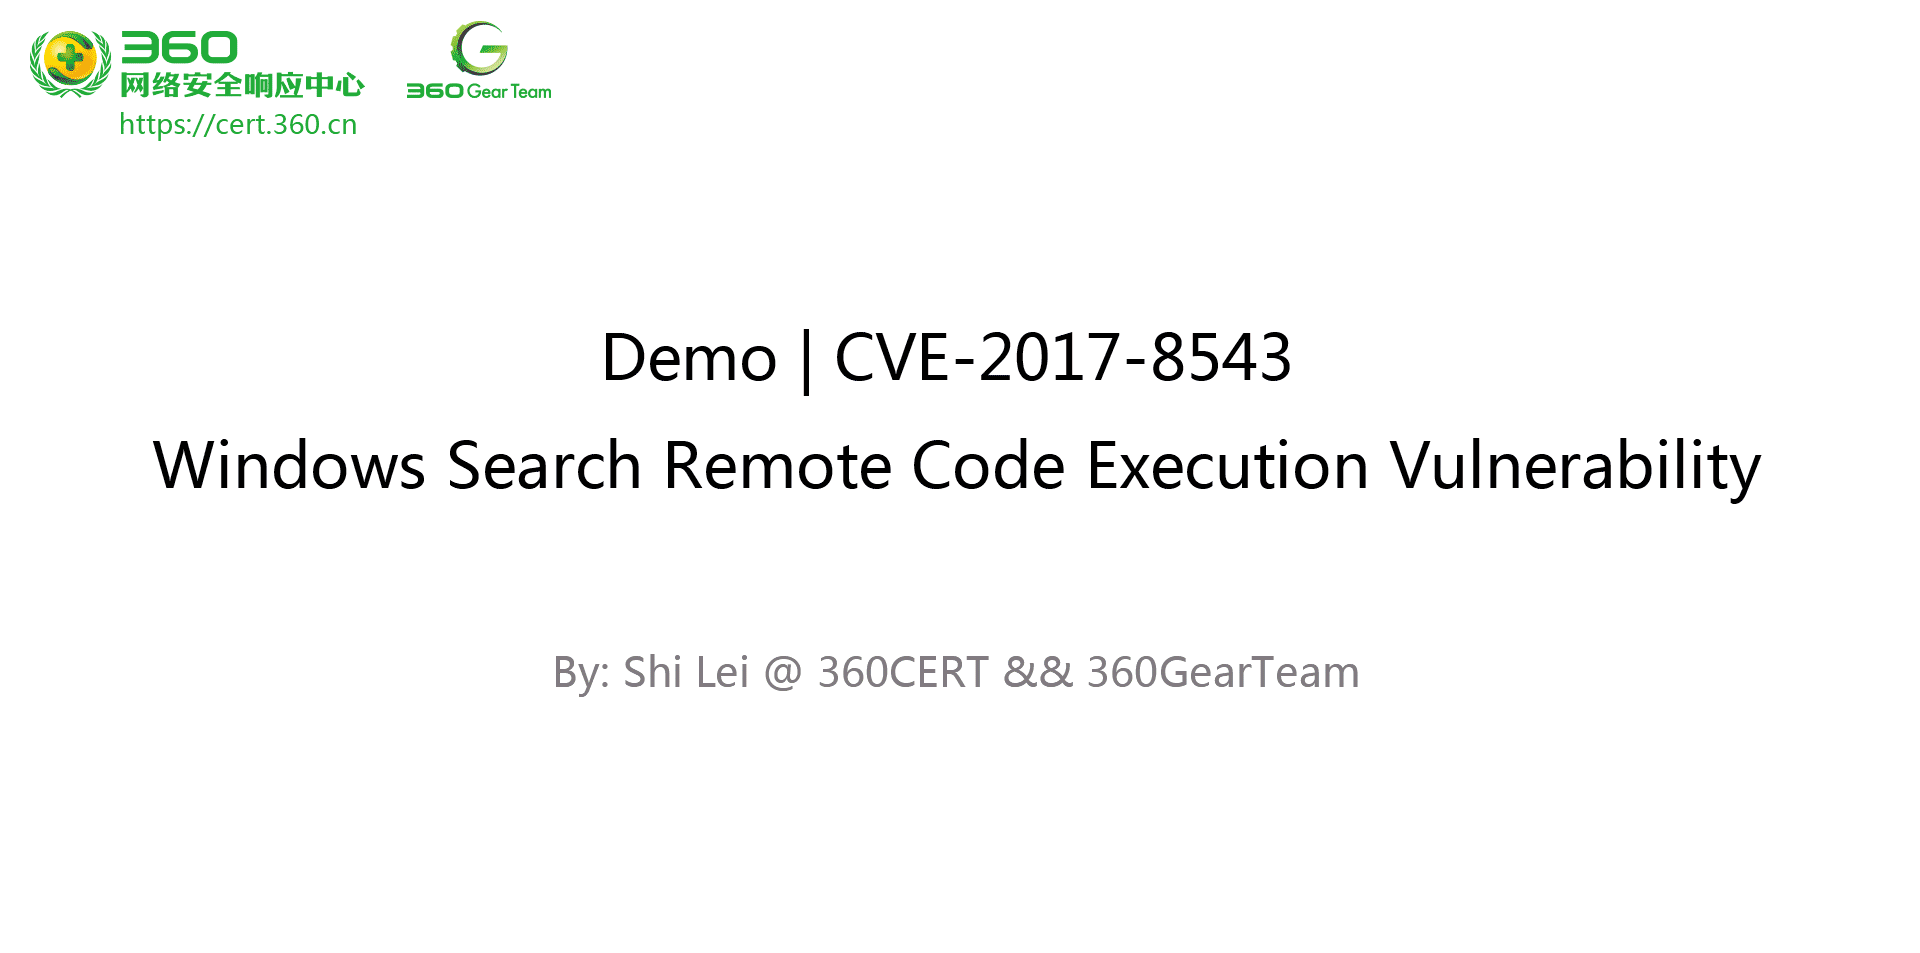 360
网络安全响应中心
https://cert.360.cn
G
360 Gear Team
Demo | CVE-2017-8543
Windows Search Remote Code Execution Vulnerability
By: Shi Lei @ 360CERT && 360GearTeam